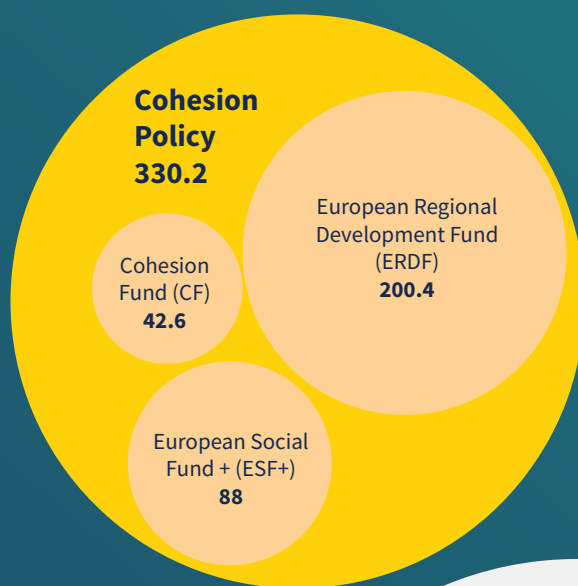 Cohesion
Policy
330.2
European Regional
Development Fund
(ERDF)
200.4
Cohesion
Fund (CF)
42.6
European Social
Fund + (ESF+)
88